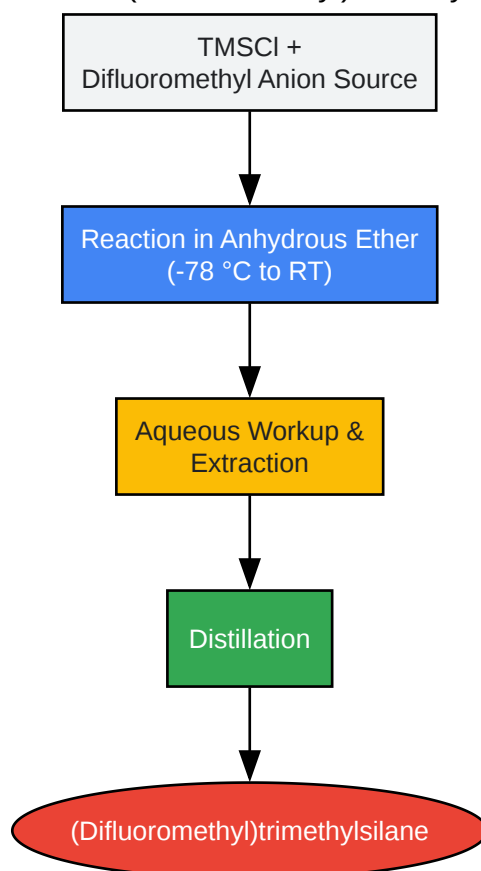 TMSCl +
Difluoromethyl Anion Source
Reaction in Anhydrous Ether
(-78 °C to RT)
Aqueous Workup &
Extraction
Distillation
(Difluoromethyl)trimethylsilane